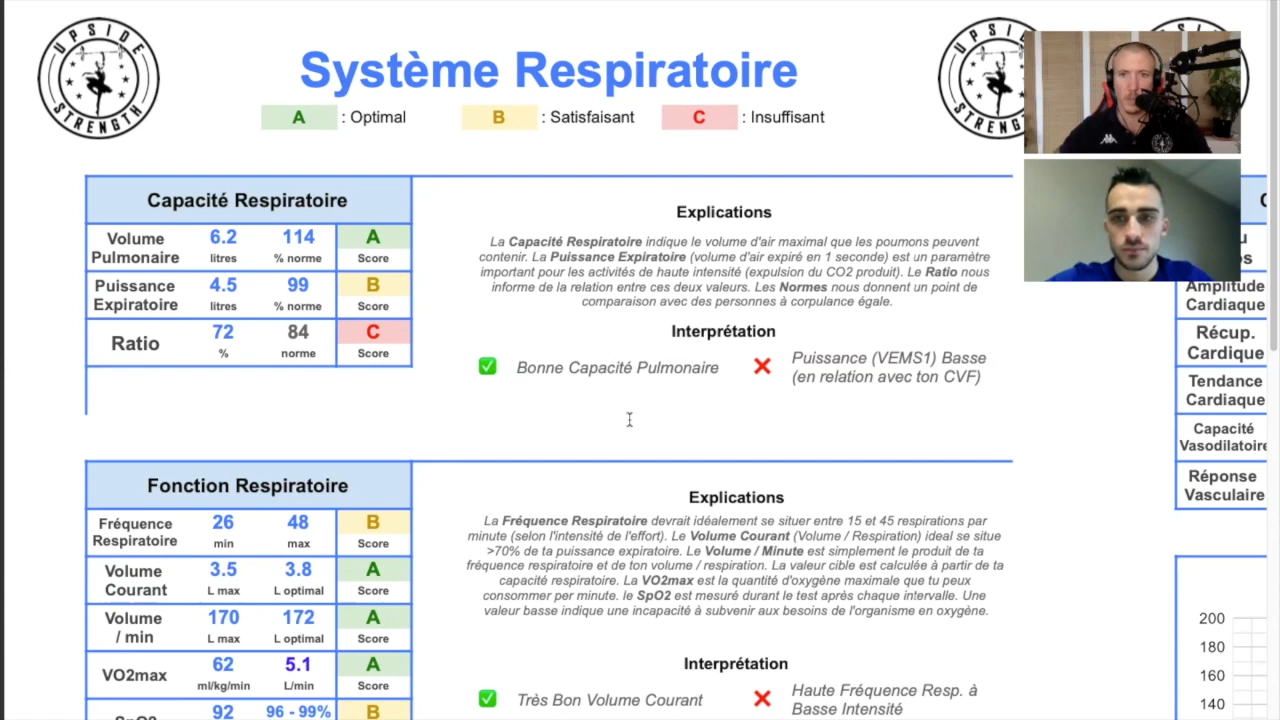 UPSIDE STRENGTH
Système Respiratoire
UPSIDE STRENGTH
A : Optimal B : Satisfaisant C : Insuffisant
Capacité Respiratoire
Volume Pulmonaire 6.2 litres 114 % norme A Score
Puissance Expiratoire 4.5 litres 99 % norme B Score
Ratio 72 % 84 norme C Score
Explications
La Capacité Respiratoire indique le volume d'air maximal que les poumons peuvent
contenir. La Puissance Expiratoire (volume d'air expiré en 1 seconde) est un paramètre
important pour les activités de haute intensité (expulsion du CO2 produit). Le Ratio nous
informe de la relation entre ces deux valeurs. Les Normes nous donnent un point de
comparaison avec des personnes à corpulance égale.
Interprétation
Bonne Capacité Pulmonaire
Puissance (VEMS1) Basse
(en relation avec ton CVF)
Fonction Respiratoire
Fréquence Respiratoire 26 min 48 max B Score
Volume Courant 3.5 L max 3.8 L optimal A Score
Volume / min 170 L max 172 L optimal A Score
VO2max 62 ml/kg/min 5.1 L/min A Score
SpO2 92 96 - 99% B
Explications
La Fréquence Respiratoire devrait idéalement se situer entre 15 et 45 respirations par
minute (selon l'intensité de l'effort). Le Volume Courant (Volume / Respiration) ideal se situe
>70% de ta puissance expiratoire. Le Volume / Minute est simplement le produit de ta
fréquence respiratoire et de ton volume / respiration. La valeur cible est calculée à partir de ta
capacité respiratoire. La VO2max est la quantité d'oxygène maximale que tu peux
consommer par minute. le SpO2 est mesuré durant le test après chaque intervalle. Une
valeur basse indique une incapacité à subvenir aux besoins de l'organisme en oxygène.
Interprétation
Très Bon Volume Courant
Haute Fréquence Resp. à
Basse Intensité
Amplitude
Cardiaque
Récup.
Cardique
Tendance
Cardiaque
Capacité
Vasodilatoire
Réponse
Vasculaire
200
180
160
140